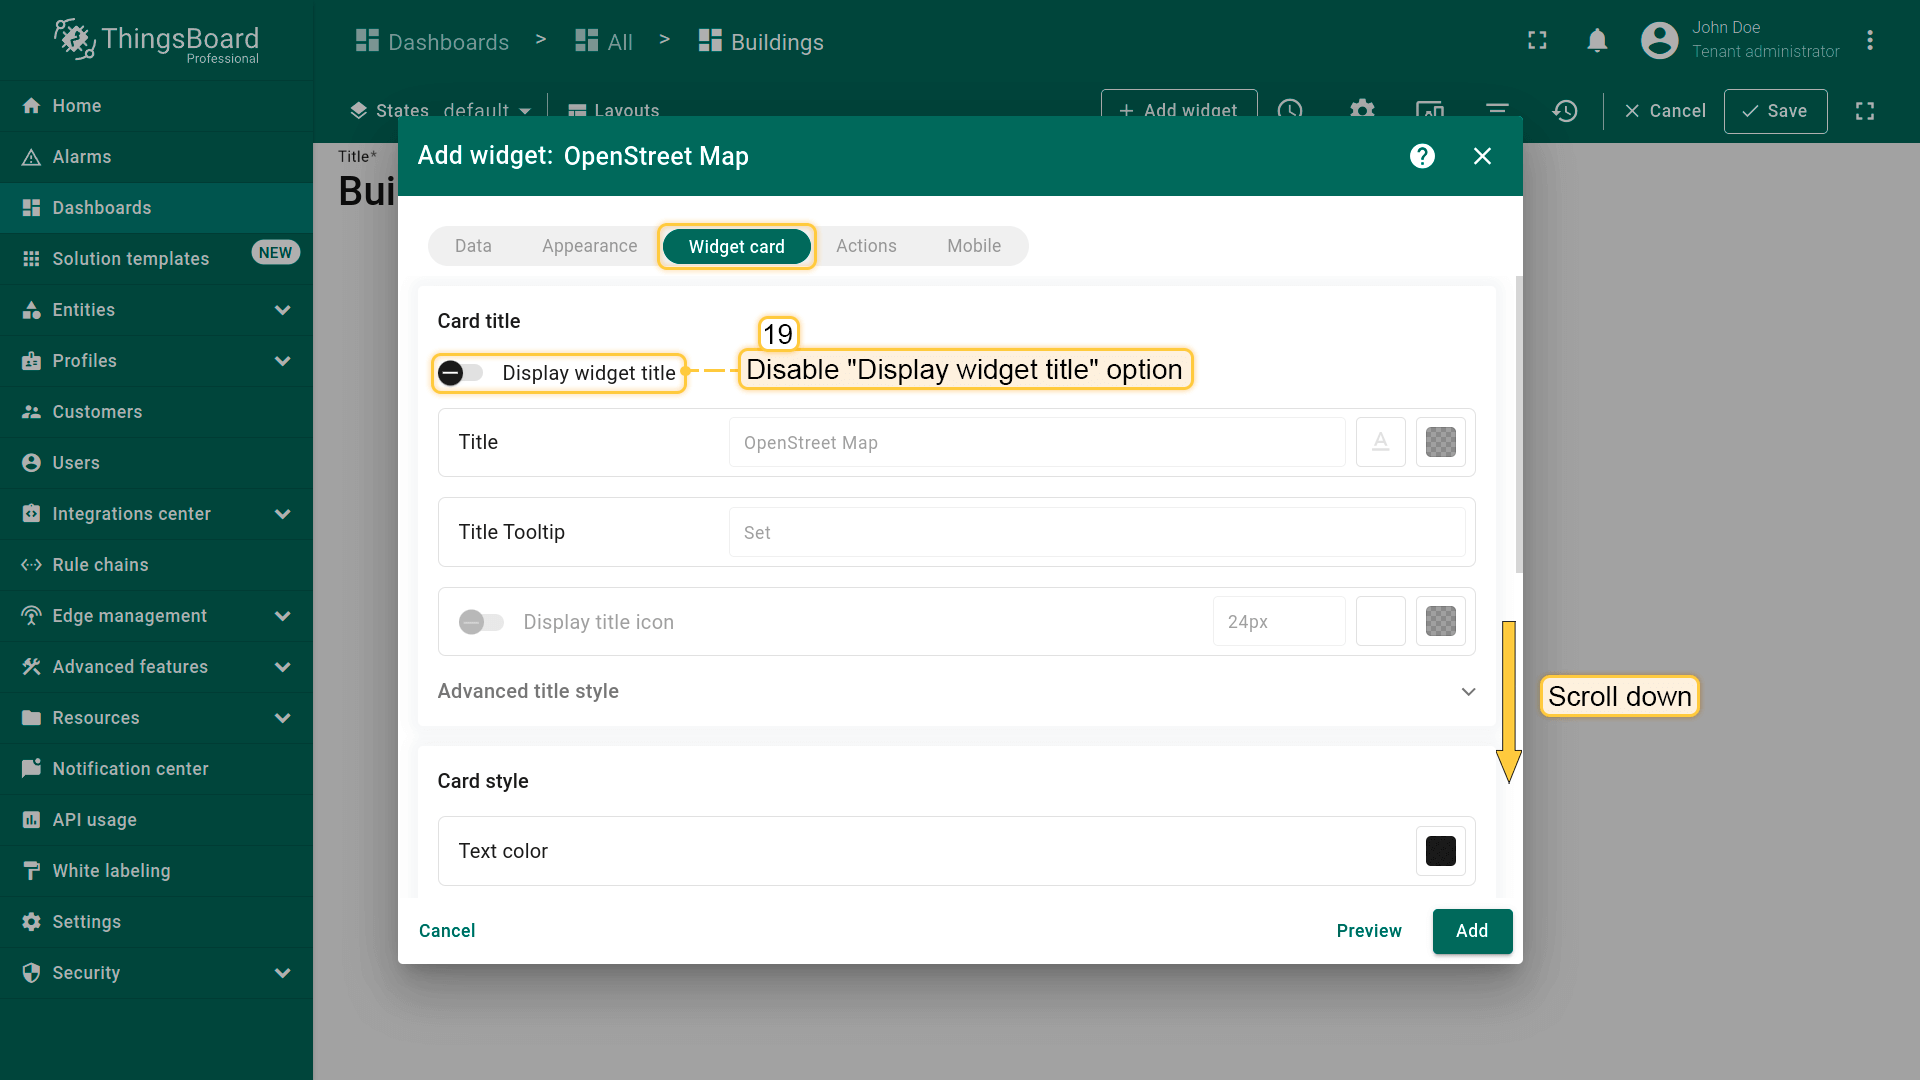 ThingsBoard
Professional
Dashboards > All > Buildings
John Doe
Tenant administrator
Home
Alarms
Dashboards
Solution templates NEW
Entities
Profiles
Customers
Users
Integrations center
Rule chains
Edge management
Advanced features
Resources
Notification center
API usage
White labeling
Settings
Security
States default Layouts + Add widget Cancel Save
Title*
Bui
Add widget: OpenStreet Map
Data Appearance Widget card Actions Mobile
Card title
19
Display widget title Disable "Display widget title" option
Title OpenStreet Map
Title Tooltip Set
Display title icon 24px
Advanced title style
Scroll down
Card style
Text color
Cancel Preview Add